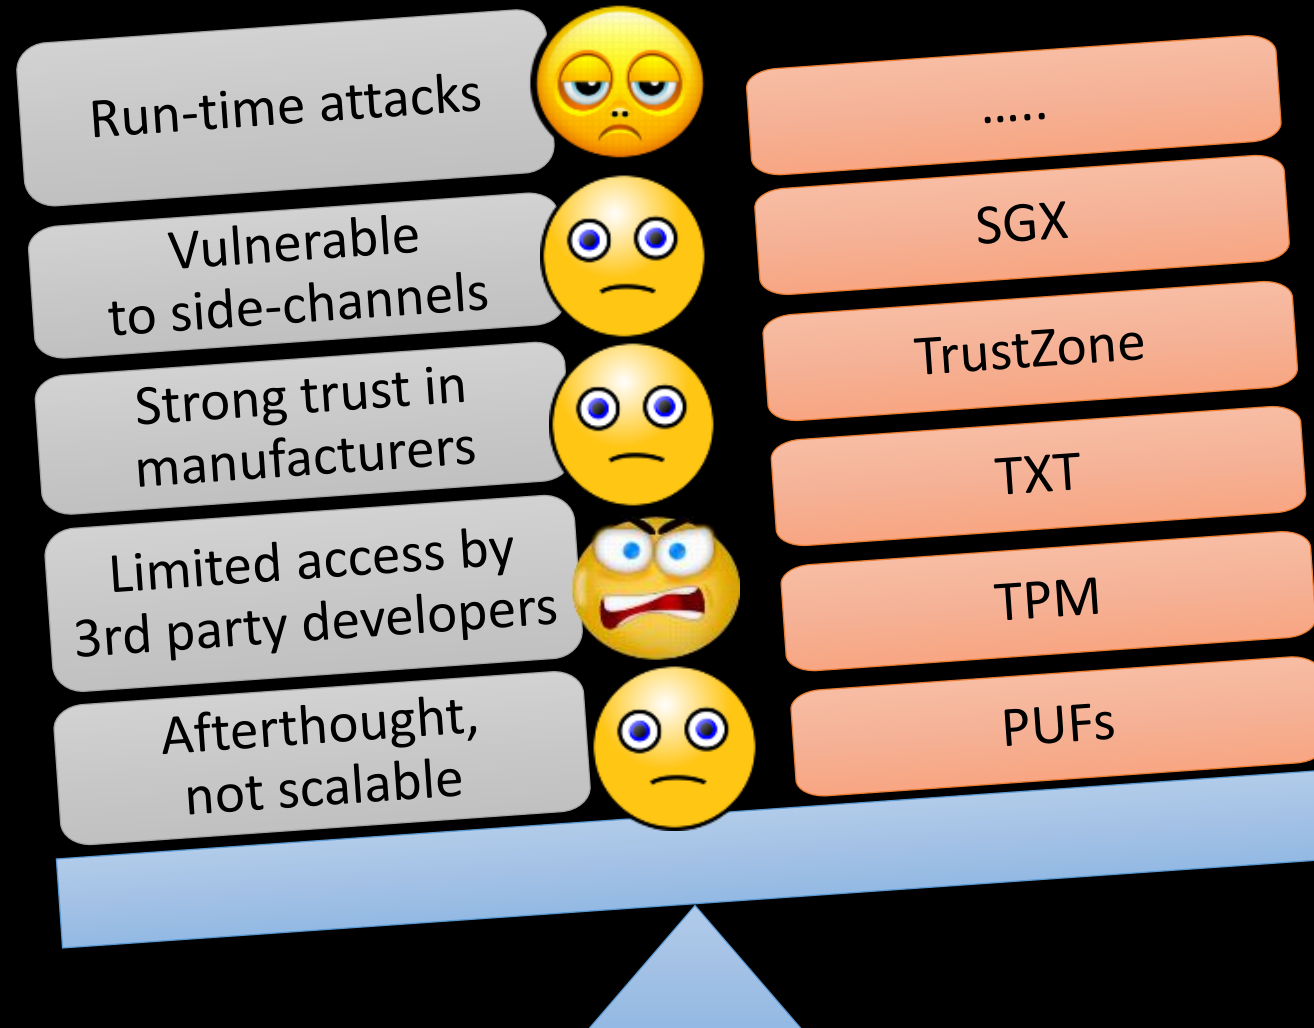 Run-time attacks
Vulnerable
to side-channels
Strong trust in
manufacturers
Limited access by
3rd party developers
Afterthought,
not scalable
.....
SGX
TrustZone
TXT
TPM
PUFs